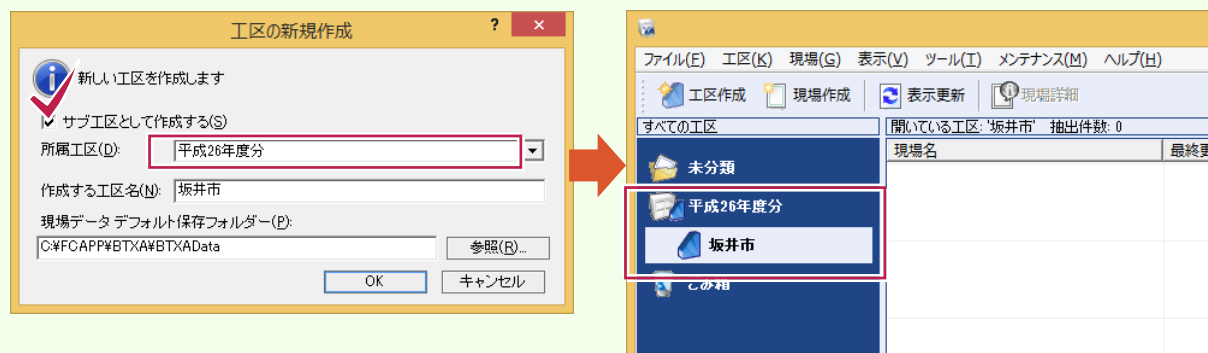 工区の新規作成
?
×
新しい工区を作成します
サブ工区として作成する(S)
所属工区(D):
平成26年度分
作成する工区名(N):
坂井市
現場データ デフォルト保存フォルダー(P):
C:¥FCAPP¥BTXA¥BTXAData
参照(R)...
OK
キャンセル
ファイル(F) 工区(K) 現場(G) 表示(V) ツール(T) メンテナンス(M) ヘルプ(H)
工区作成 現場作成 表示更新 現場詳細
すべての工区
開いている工区: '坂井市' 抽出件数: 0
現場名
最終更
未分類
平成26年度分
坂井市
ごみ箱